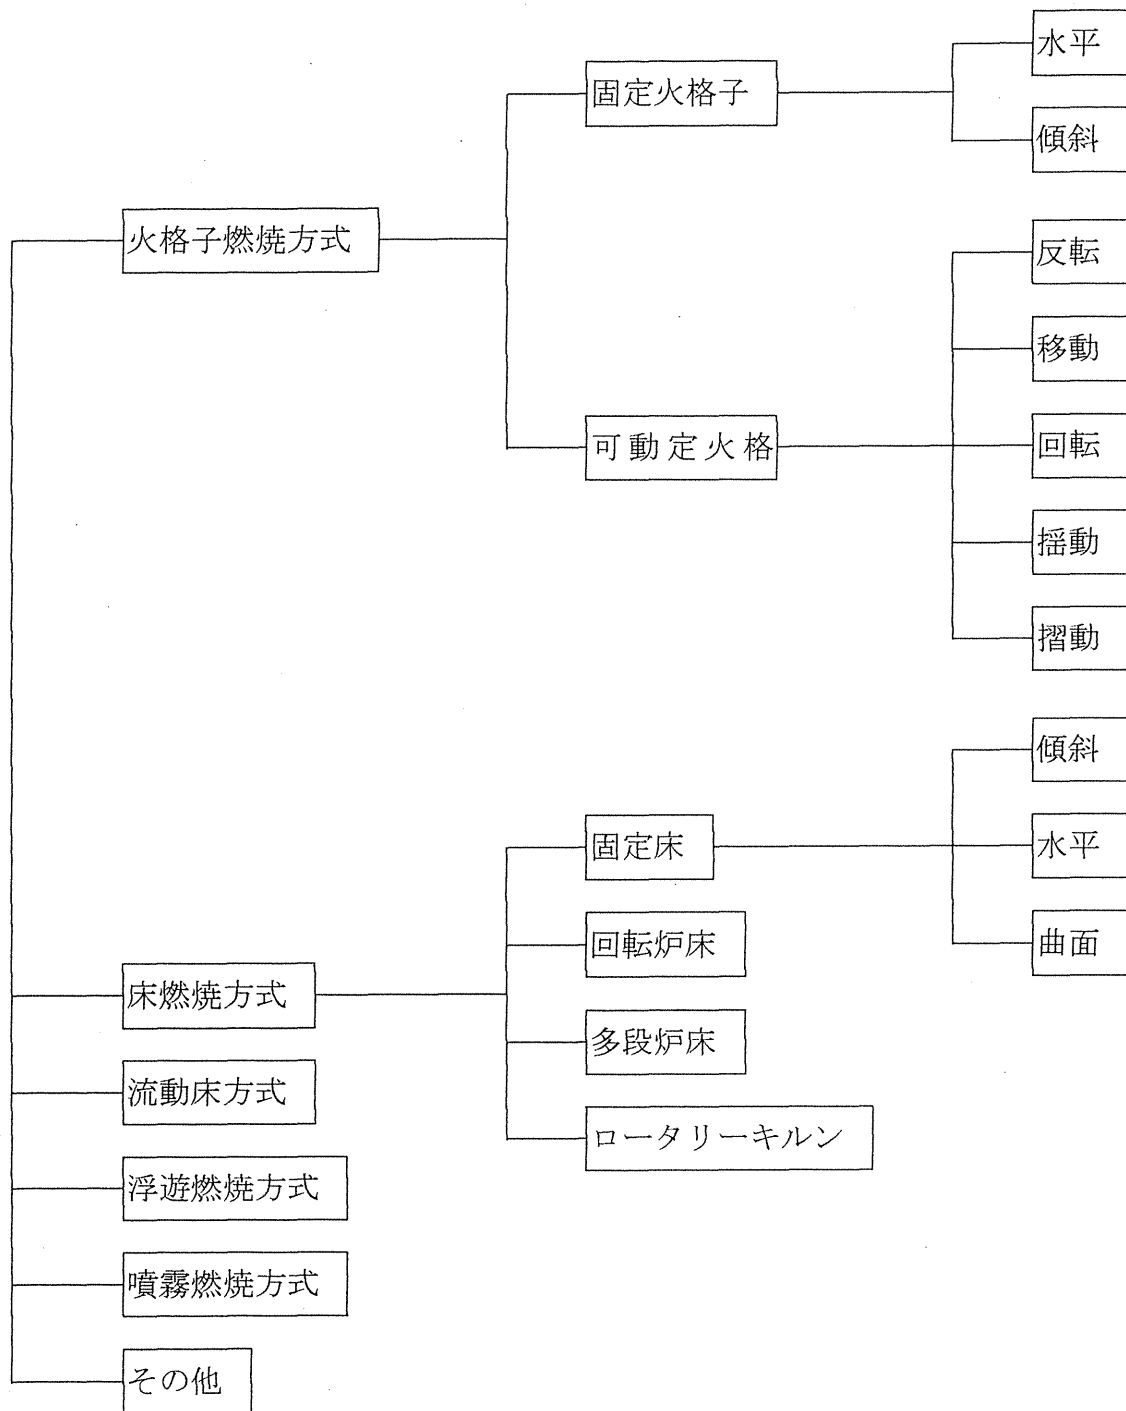 火格子燃焼方式
固定火格子
水平
傾斜
可動定火格
反転
移動
回転
揺動
摺動
床燃焼方式
固定床
傾斜
水平
曲面
回転炉床
多段炉床
ロータリーキルン
流動床方式
浮遊燃焼方式
噴霧燃焼方式
その他